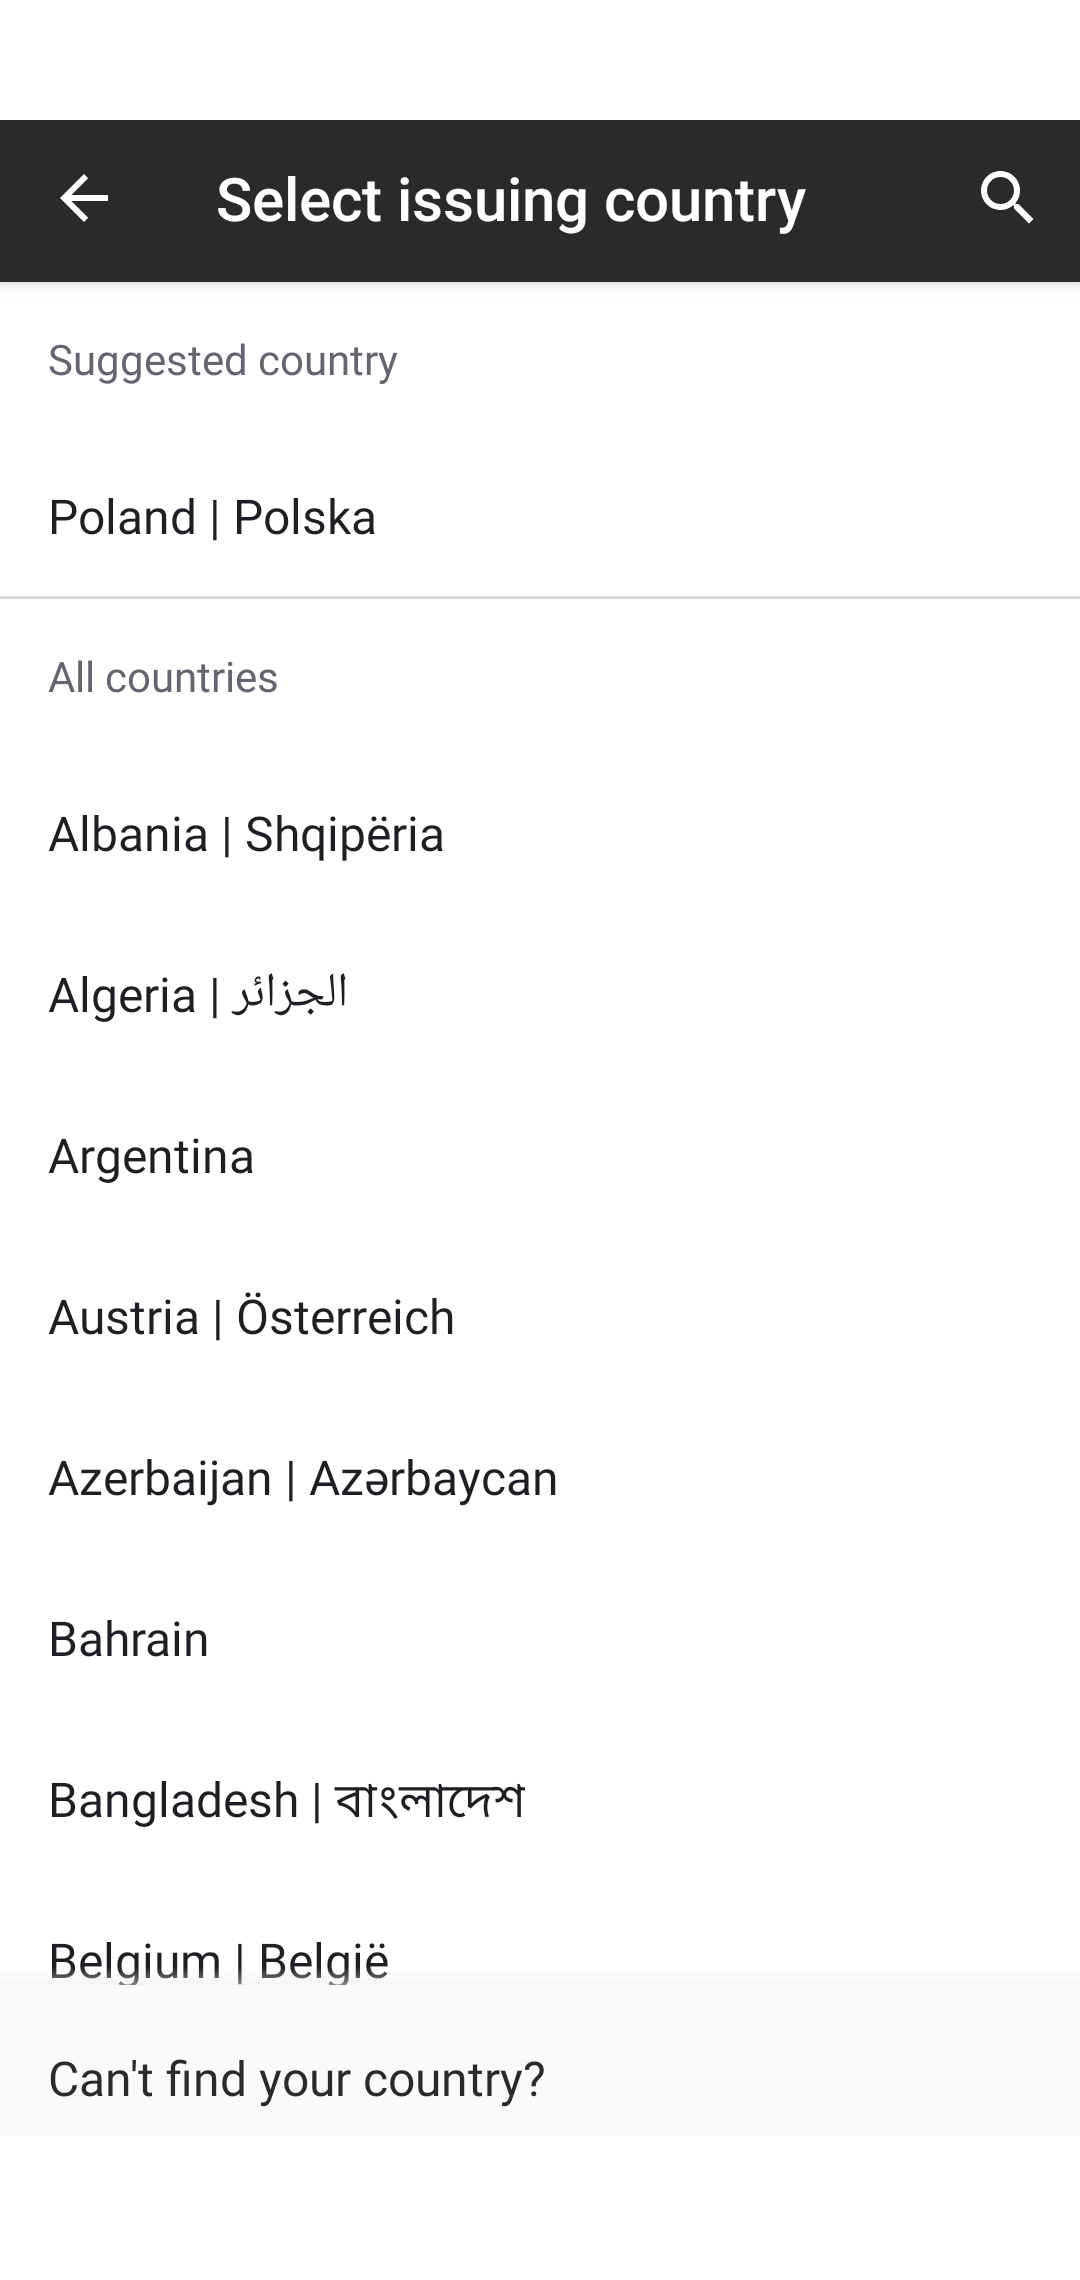 Select issuing country
Suggested country
Poland | Polska
All countries
Albania | Shqipëria
Algeria | الجزائر
Argentina
Austria | Österreich
Azerbaijan | Azərbaycan
Bahrain
Bangladesh | বাংলাদেশ
Belgium | België
Can't find your country?